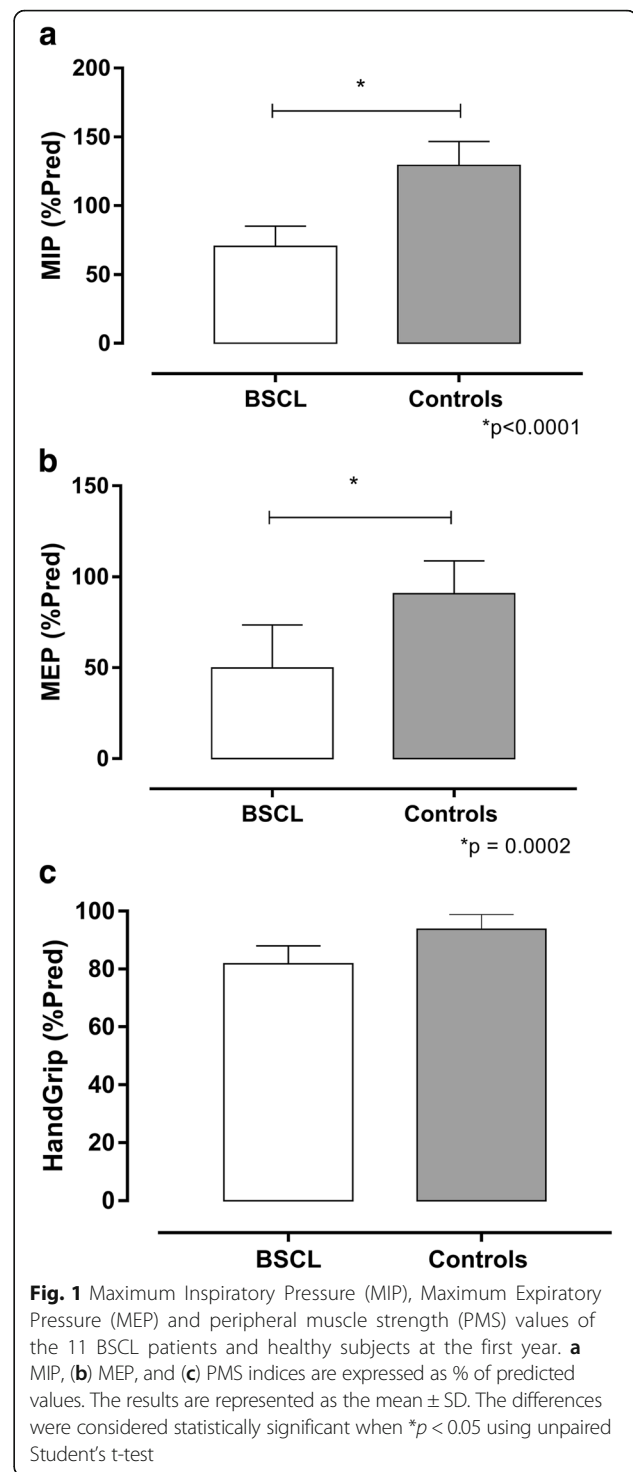 a
200
*
150
100
50
0
MIP (%Pred)
BSCL Controls
*p<0.0001
b
150
*
100
50
0
MEP (%Pred)
BSCL Controls
*p = 0.0002
c
100
80
60
40
20
0
HandGrip (%Pred)
BSCL Controls
Fig. 1 Maximum Inspiratory Pressure (MIP), Maximum Expiratory
Pressure (MEP) and peripheral muscle strength (PMS) values of
the 11 BSCL patients and healthy subjects at the first year. a
MIP, (b) MEP, and (c) PMS indices are expressed as % of predicted
values. The results are represented as the mean ± SD. The differences
were considered statistically significant when *p < 0.05 using unpaired
Student's t-test